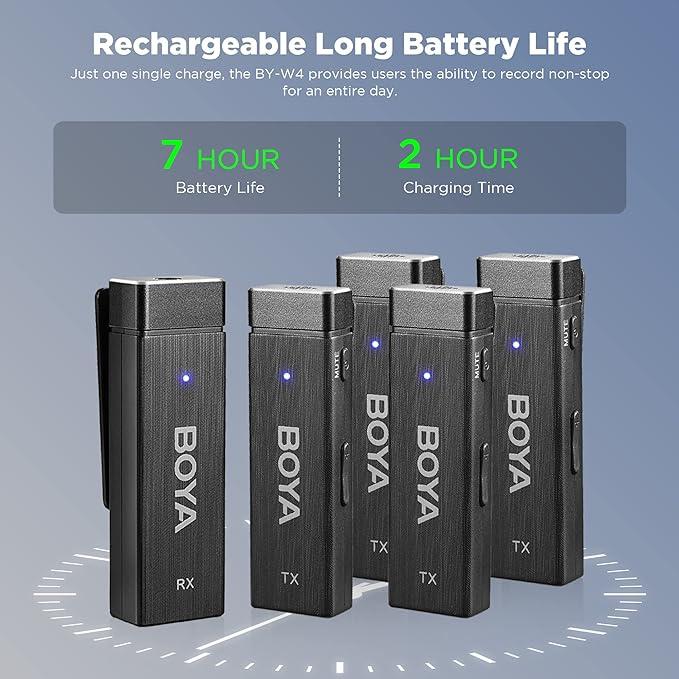 Rechargeable Long Battery Life
Just one single charge, the BY-W4 provides users the ability to record non-stop
for an entire day.
7 HOUR
Battery Life
2 HOUR
Charging Time
BOYA
RX
BOYA
MUTE
TX
TX
BOYA
MUTE
TX
BOYA
MUTE
TX